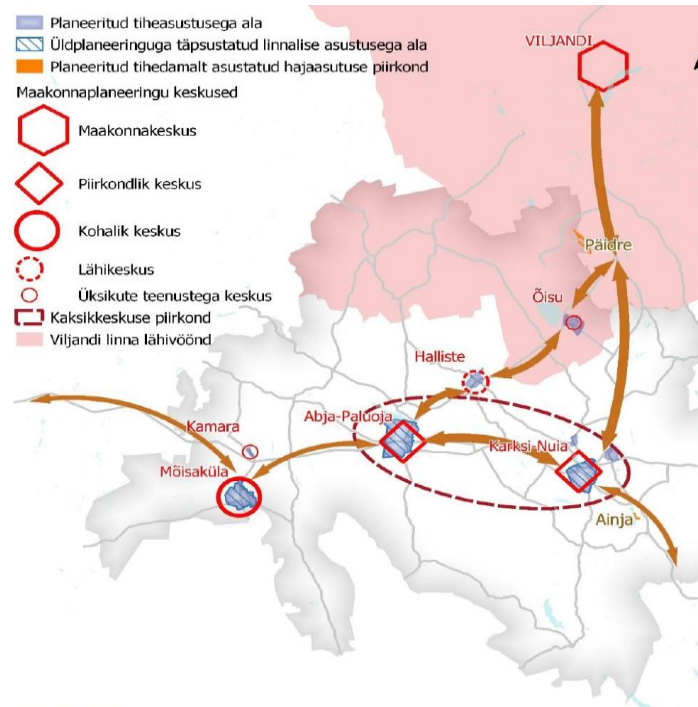 Planeeritud tiheasustusega ala
Üldplaneeringuga täpsustatud linnalise asustusega ala
Planeeritud tihedamalt asustatud hajaasutuse piirkond
Maakonnaplaneeringu keskused
Maakonnakeskus
Piirkondlik keskus
Kohalik keskus
Lähikeskus
Üksikute teenustega keskus
Kaksikkeskuse piirkond
Viljandi linna lähivöönd
VILJANDI
Päidre
Õisu
Halliste
Abja-Paluoja
Kamara
Karksi-Nuia
Mõisaküla
Ainja